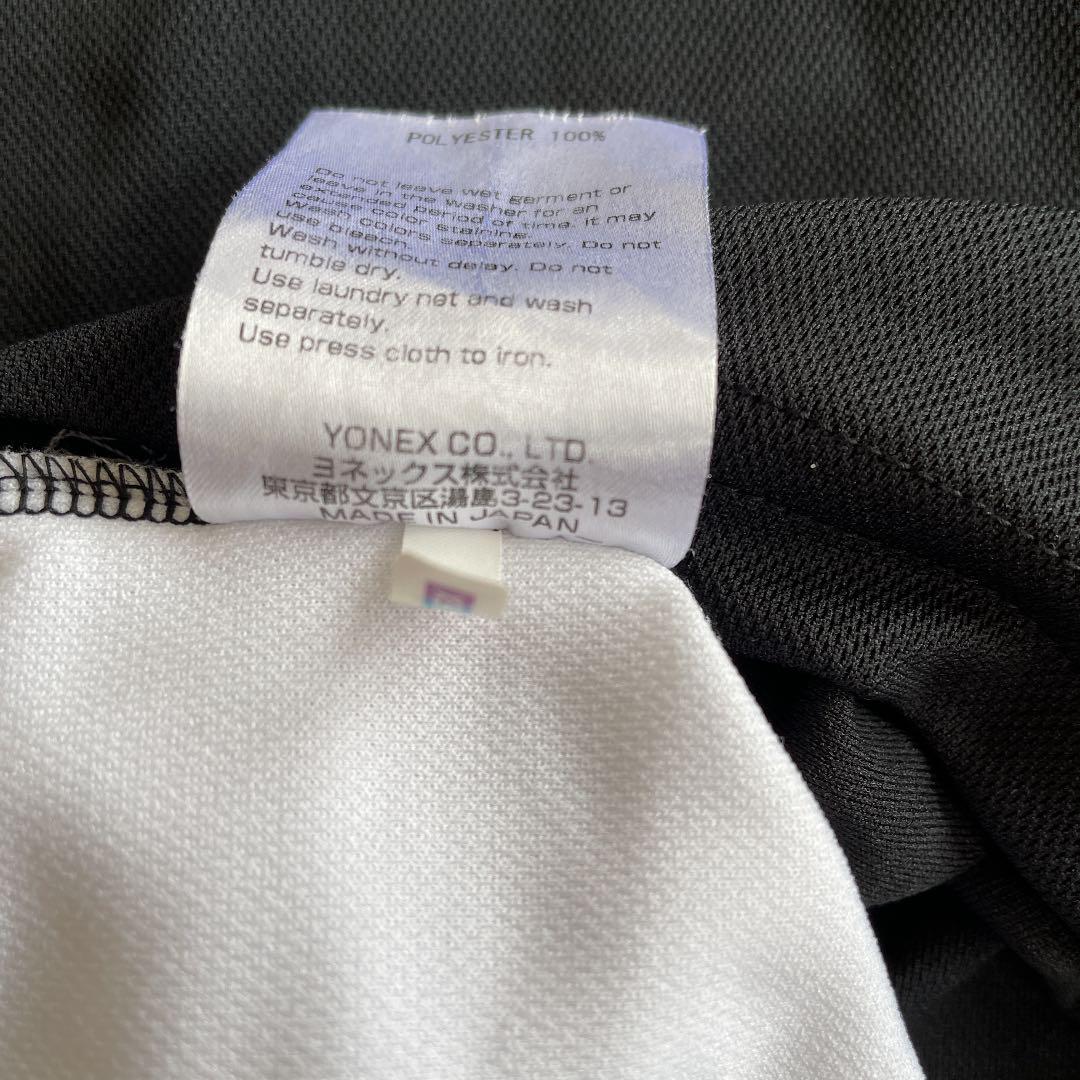 POLYESTER 100%
Do not leave wet garment or
leave in the washer for an
extended period of time. It may
cause color staining.
Wash colors separately. Do not
use bleach.
Wash without delay. Do not
tumble dry.
Use laundry net and wash
separately.
Use press cloth to iron.
YONEX CO., LTD.
ヨネックス株式会社
東京都文京区湯島3-23-13
MADE IN JAPAN